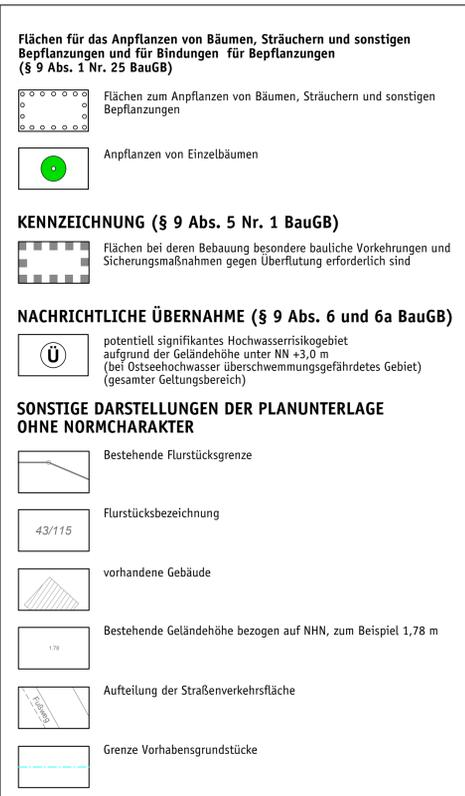 Flächen für das Anpflanzen von Bäumen, Sträuchern und sonstigen
Bepflanzungen und für Bindungen für Bepflanzungen
(§ 9 Abs. 1 Nr. 25 BauGB)
Flächen zum Anpflanzen von Bäumen, Sträuchern und sonstigen
Bepflanzungen
Anpflanzen von Einzelbäumen
KENNZEICHNUNG (§ 9 Abs. 5 Nr. 1 BauGB)
Flächen bei deren Bebauung besondere bauliche Vorkehrungen und
Sicherungsmaßnahmen gegen Überflutung erforderlich sind
NACHRICHTLICHE ÜBERNAHME (§ 9 Abs. 6 und 6a BauGB)
Ü
potentiell signifikantes Hochwasserrisikogebiet
aufgrund der Geländehöhe unter NN +3,0 m
(bei Ostseehochwasser überschwemmungsgefährdetes Gebiet)
(gesamter Geltungsbereich)
SONSTIGE DARSTELLUNGEN DER PLANUNTERLAGE
OHNE NORMCHARAKTER
Bestehende Flurstücksgrenze
43/115
Flurstücksbezeichnung
vorhandene Gebäude
1.78
Bestehende Geländehöhe bezogen auf NHN, zum Beispiel 1,78 m
Fußweg
Aufteilung der Straßenverkehrsfläche
Grenze Vorhabensgrundstücke